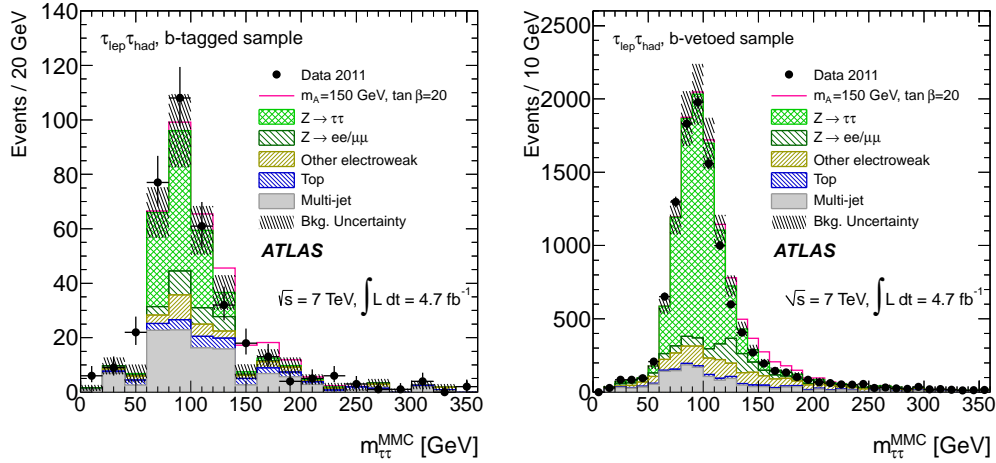 τlepτhad, b-tagged sample
Data 2011
mA=150 GeV, tan β=20
Z → ττ
Z → ee/μμ
Other electroweak
Top
Multi-jet
Bkg. Uncertainty
ATLAS
√s = 7 TeV, ∫ L dt = 4.7 fb-1
Events / 20 GeV
0 20 40 60 80 100 120 140
0 50 100 150 200 250 300 350
mττMMC [GeV]
τlepτhad, b-vetoed sample
Data 2011
mA=150 GeV, tan β=20
Z → ττ
Z → ee/μμ
Other electroweak
Top
Multi-jet
Bkg. Uncertainty
ATLAS
√s = 7 TeV, ∫ L dt = 4.7 fb-1
Events / 10 GeV
0 500 1000 1500 2000 2500
0 50 100 150 200 250 300 350
mττMMC [GeV]